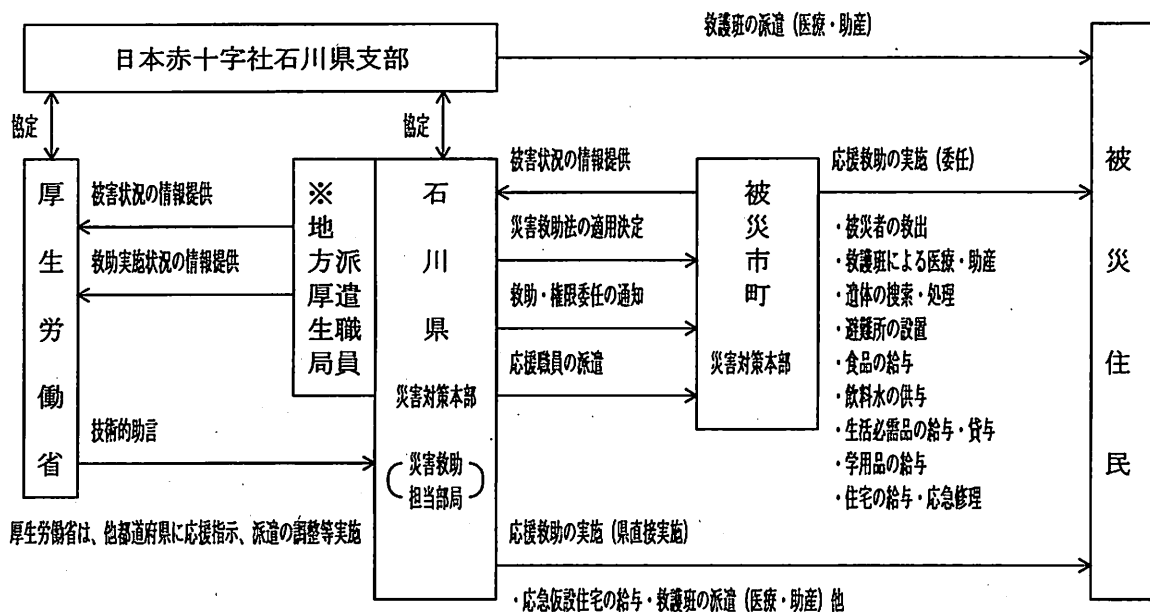 救護班の派遣（医療・助産）
日本赤十字社石川県支部
協定
協定
厚生労働省
被害状況の情報提供
救助実施状況の情報提供
技術的助言
厚生労働省は、他都道府県に応援指示、派遣の調整等実施
※地方厚生局
派遣職員
石川県
災害対策本部
（災害救助
担当部局）
被害状況の情報提供
災害救助法の適用決定
救助・権限委任の通知
応援職員の派遣
被災市町
災害対策本部
応援救助の実施（委任）
・被災者の救出
・救護班による医療・助産
・遺体の捜索・処理
・避難所の設置
・食品の給与
・飲料水の供与
・生活必需品の給与・貸与
・学用品の給与
・住宅の給与・応急修理
応援救助の実施（県直接実施）
・応急仮設住宅の給与・救護班の派遣（医療・助産）他
被災住民